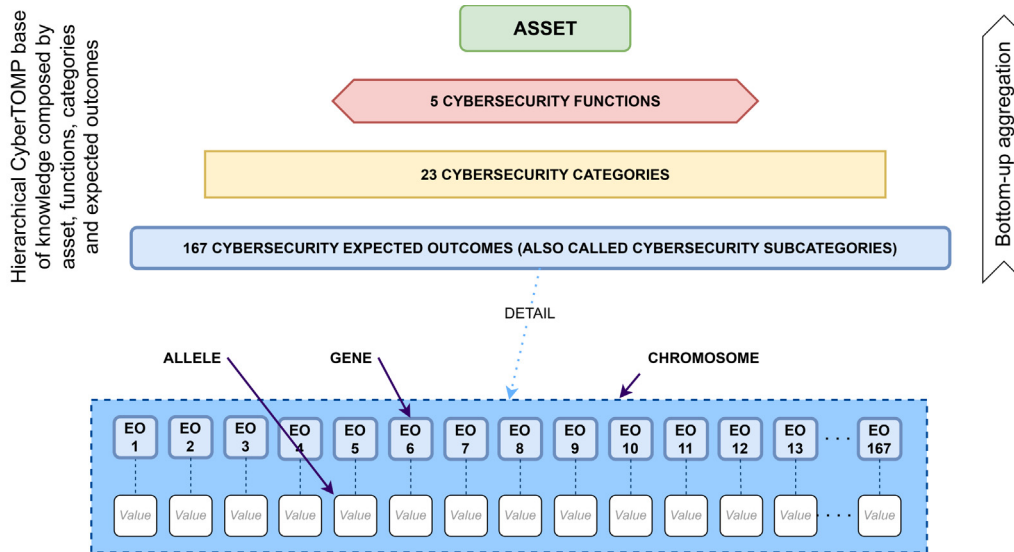 Hierarchical CyberTOMP base
of knowledge composed by
asset, functions, categories
and expected outcomes
ASSET
5 CYBERSECURITY FUNCTIONS
23 CYBERSECURITY CATEGORIES
167 CYBERSECURITY EXPECTED OUTCOMES (ALSO CALLED CYBERSECURITY SUBCATEGORIES)
Bottom-up aggregation
DETAIL
ALLELE GENE CHROMOSOME
EO EO EO EO EO EO EO EO EO EO EO EO EO EO
1 2 3 4 5 6 7 8 9 10 11 12 13 .... 167
Value Value Value Value Value Value Value Value Value Value Value Value Value .... Value